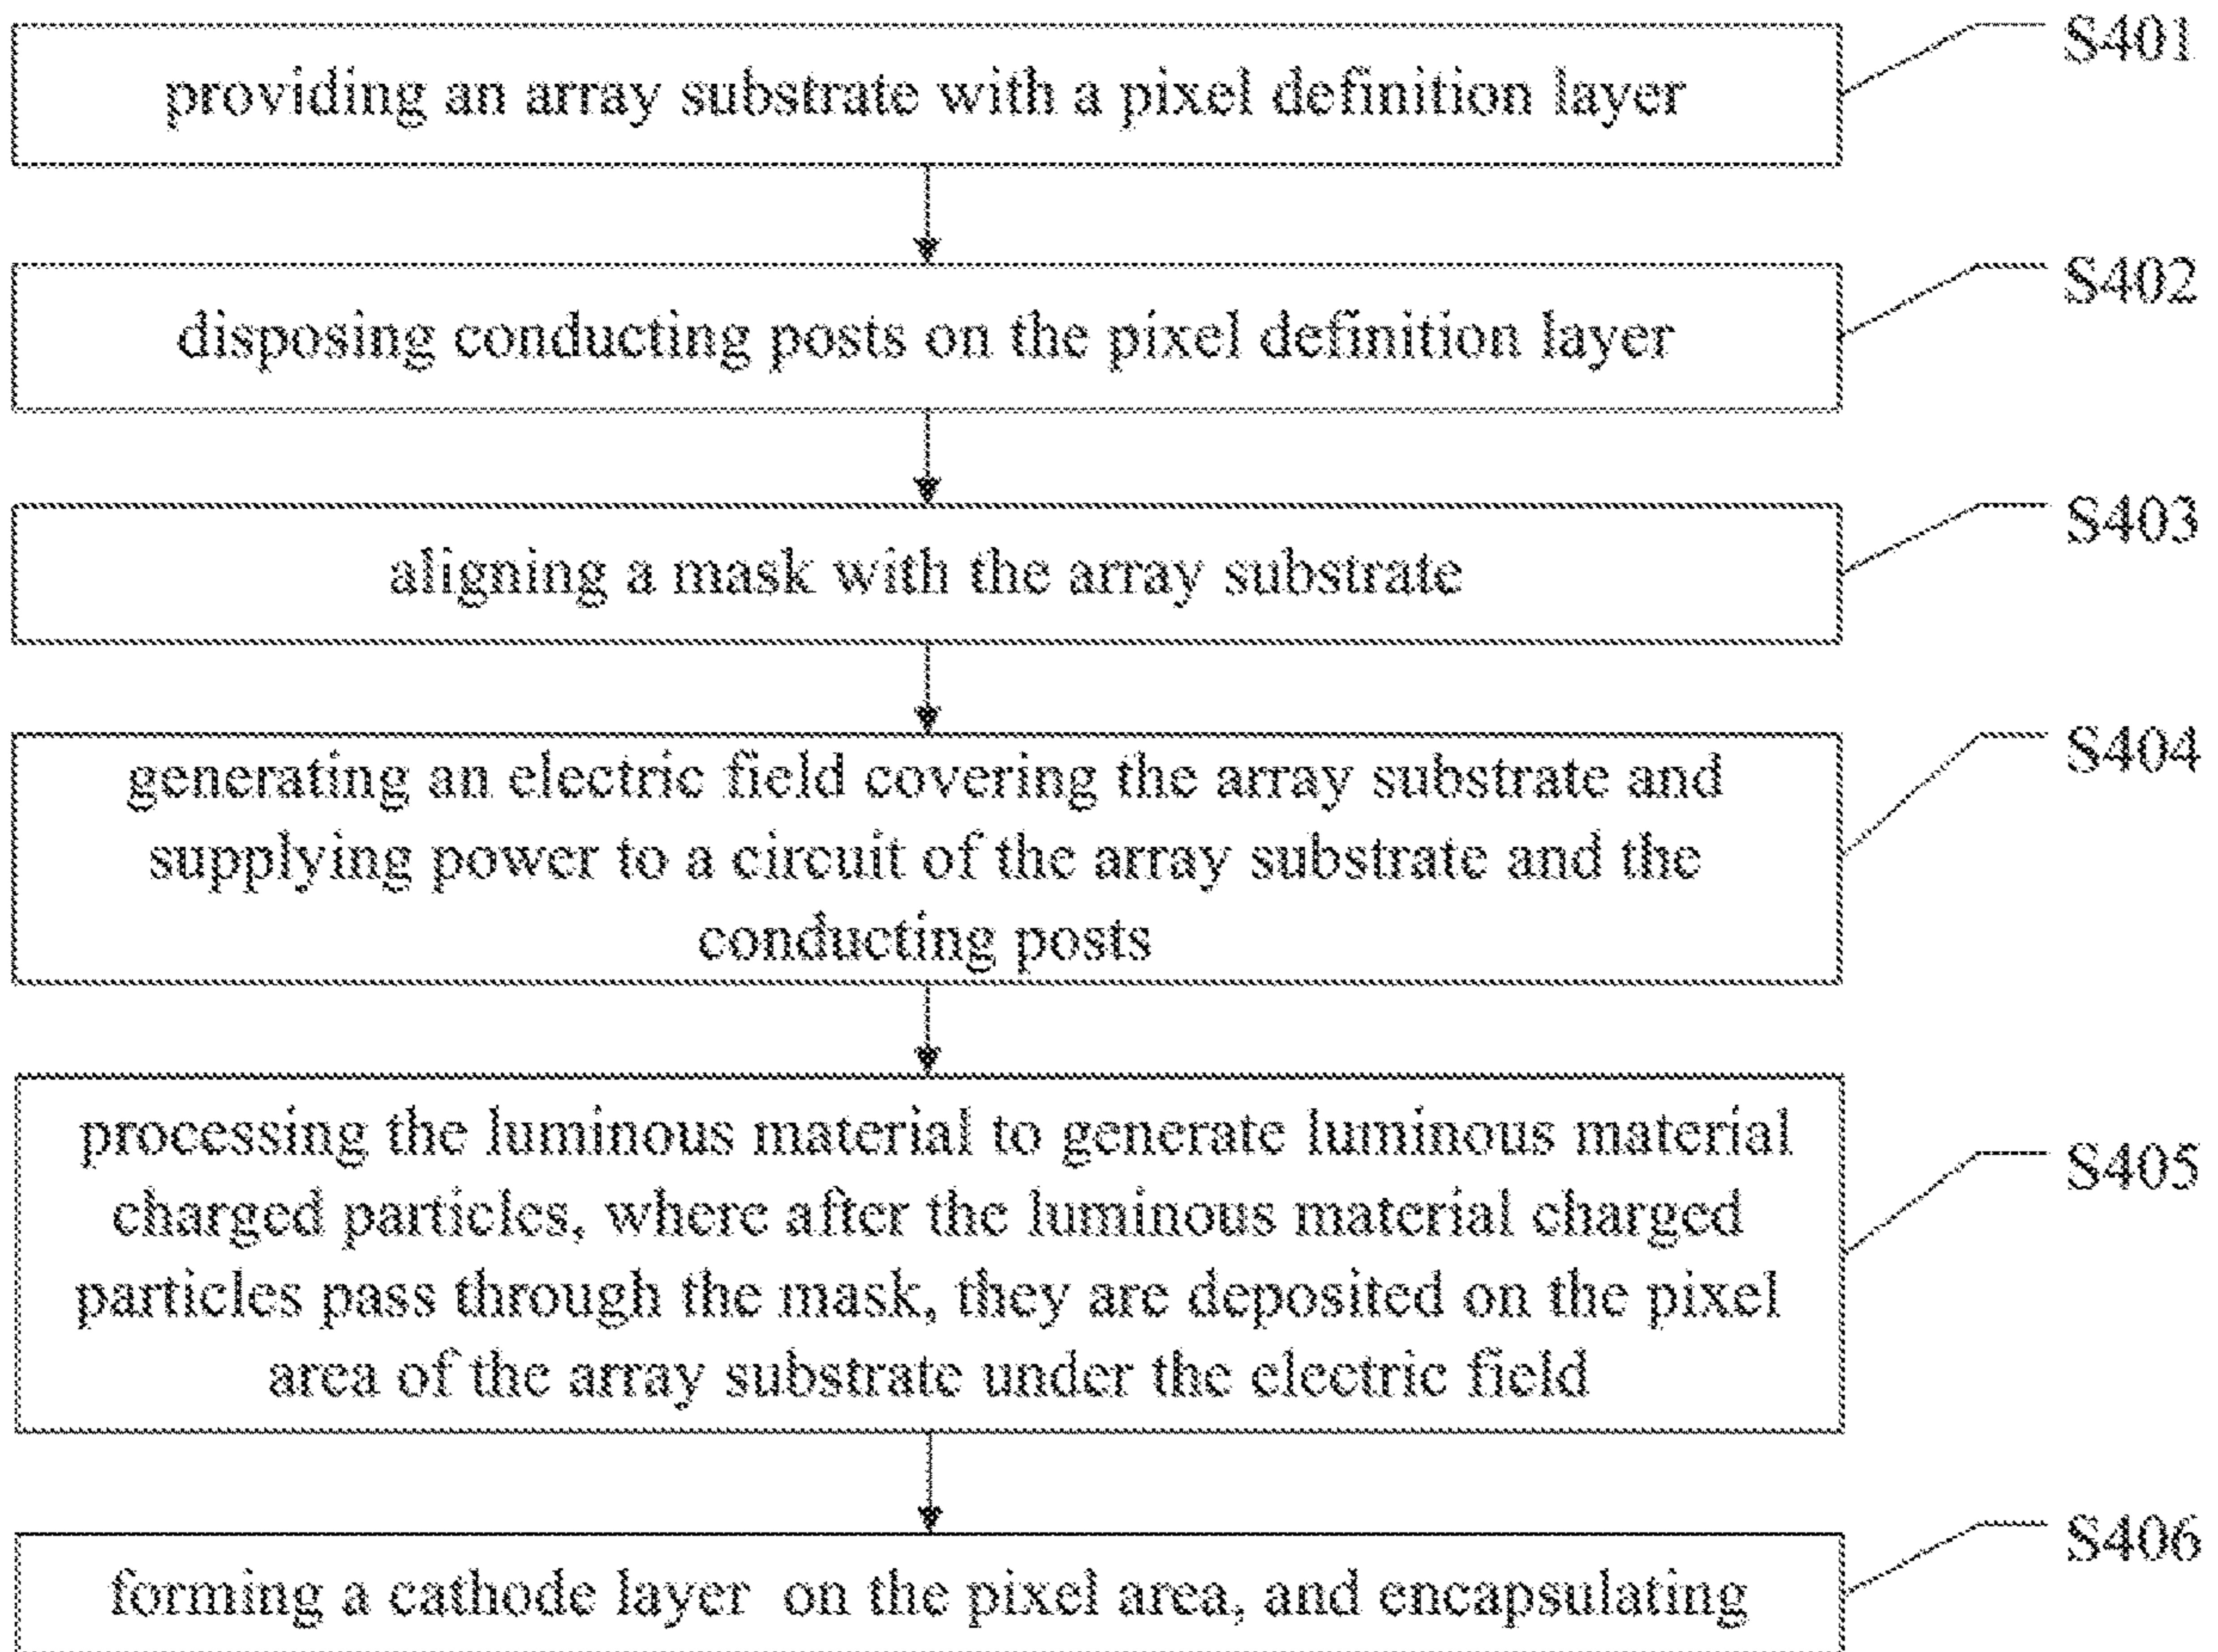 providing an array substrate with a pixel definition layer
S401
disposing conducting posts on the pixel definition layer
S402
aligning a mask with the array substrate
S403
generating an electric field covering the array substrate and
supplying power to a circuit of the array substrate and the
conducting posts
S404
processing the luminous material to generate luminous material
charged particles, where after the luminous material charged
particles pass through the mask, they are deposited on the pixel
area of the array substrate under the electric field
S405
forming a cathode layer on the pixel area, and encapsulating
S406